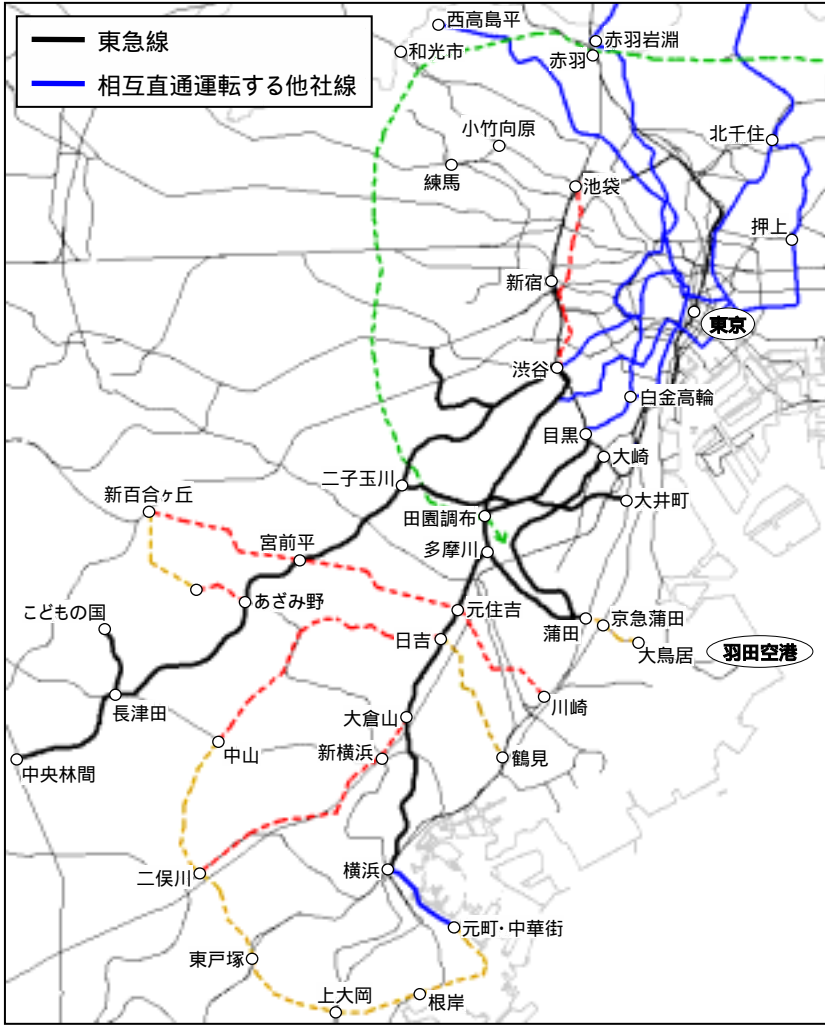 東急線
相互直通運転する他社線
西高島平
和光市
赤羽岩淵
赤羽
小竹向原
練馬
北千住
池袋
押上
新宿
東京
渋谷
白金高輪
目黒
大崎
二子玉川
大井町
新百合ヶ丘
田園調布
宮前平
多摩川
あざみ野
こどもの国
元住吉
蒲田
京急蒲田
日吉
大鳥居
羽田空港
長津田
川崎
大倉山
中山
新横浜
鶴見
中央林間
横浜
二俣川
元町・中華街
東戸塚
上大岡
根岸